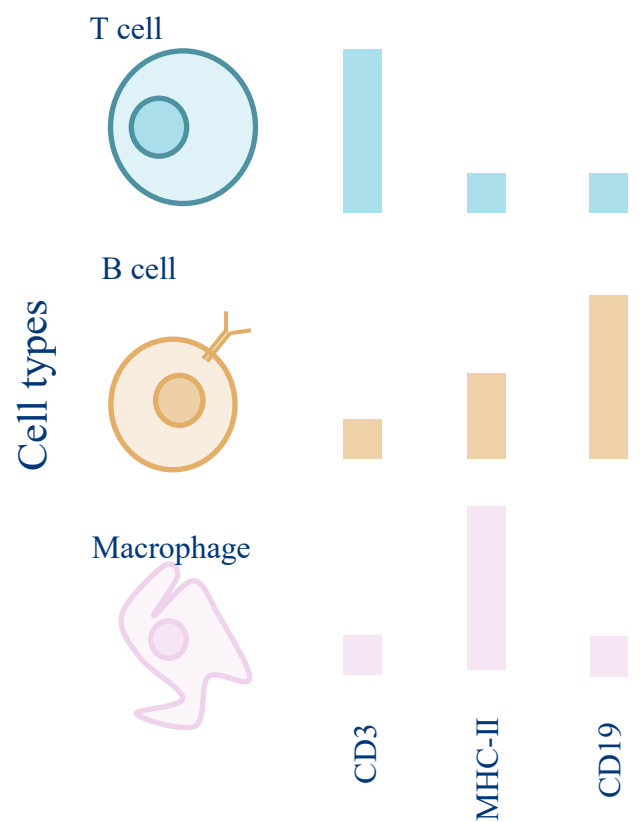 T cell
B cell
Cell types
Macrophage
CD3
MHC-II
CD19